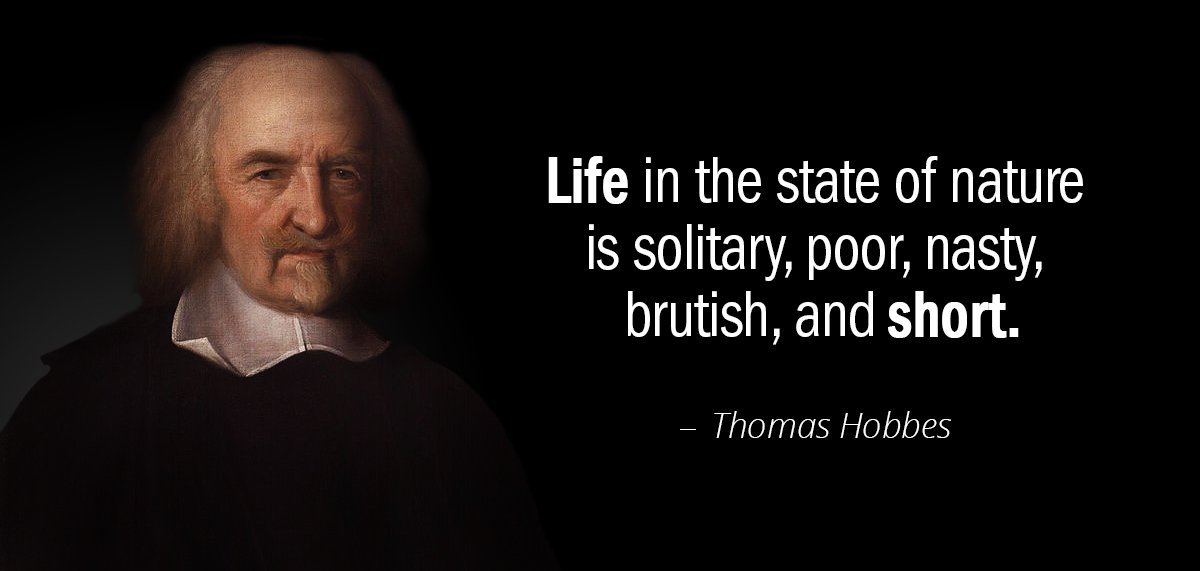 Life in the state of nature
is solitary, poor, nasty,
brutish, and short.
– Thomas Hobbes